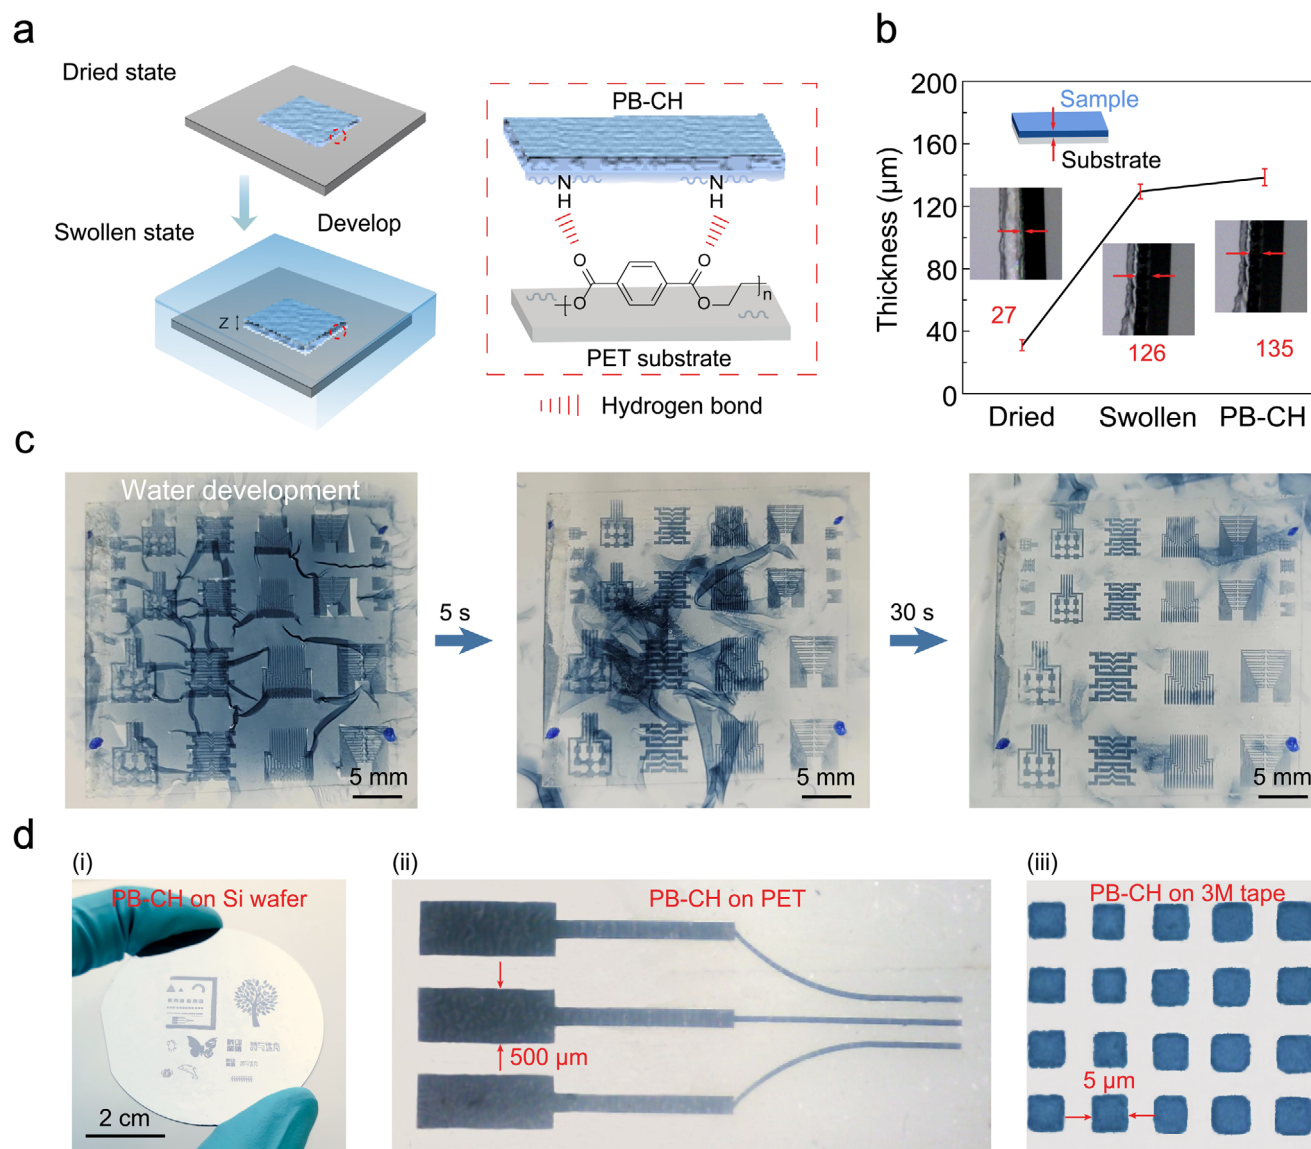 a
Dried state
Swollen state
Develop
z
PB-CH
N
H
N
H
O
O
O
O
n
PET substrate
Hydrogen bond
b
Thickness (µm)
200
160
120
80
40
0
Sample
Substrate
27
126
135
Dried
Swollen
PB-CH
c
Water development
5 mm
5 s
5 mm
30 s
5 mm
d
(i)
PB-CH on Si wafer
2 cm
(ii)
PB-CH on PET
500 µm
(iii)
PB-CH on 3M tape
5 µm